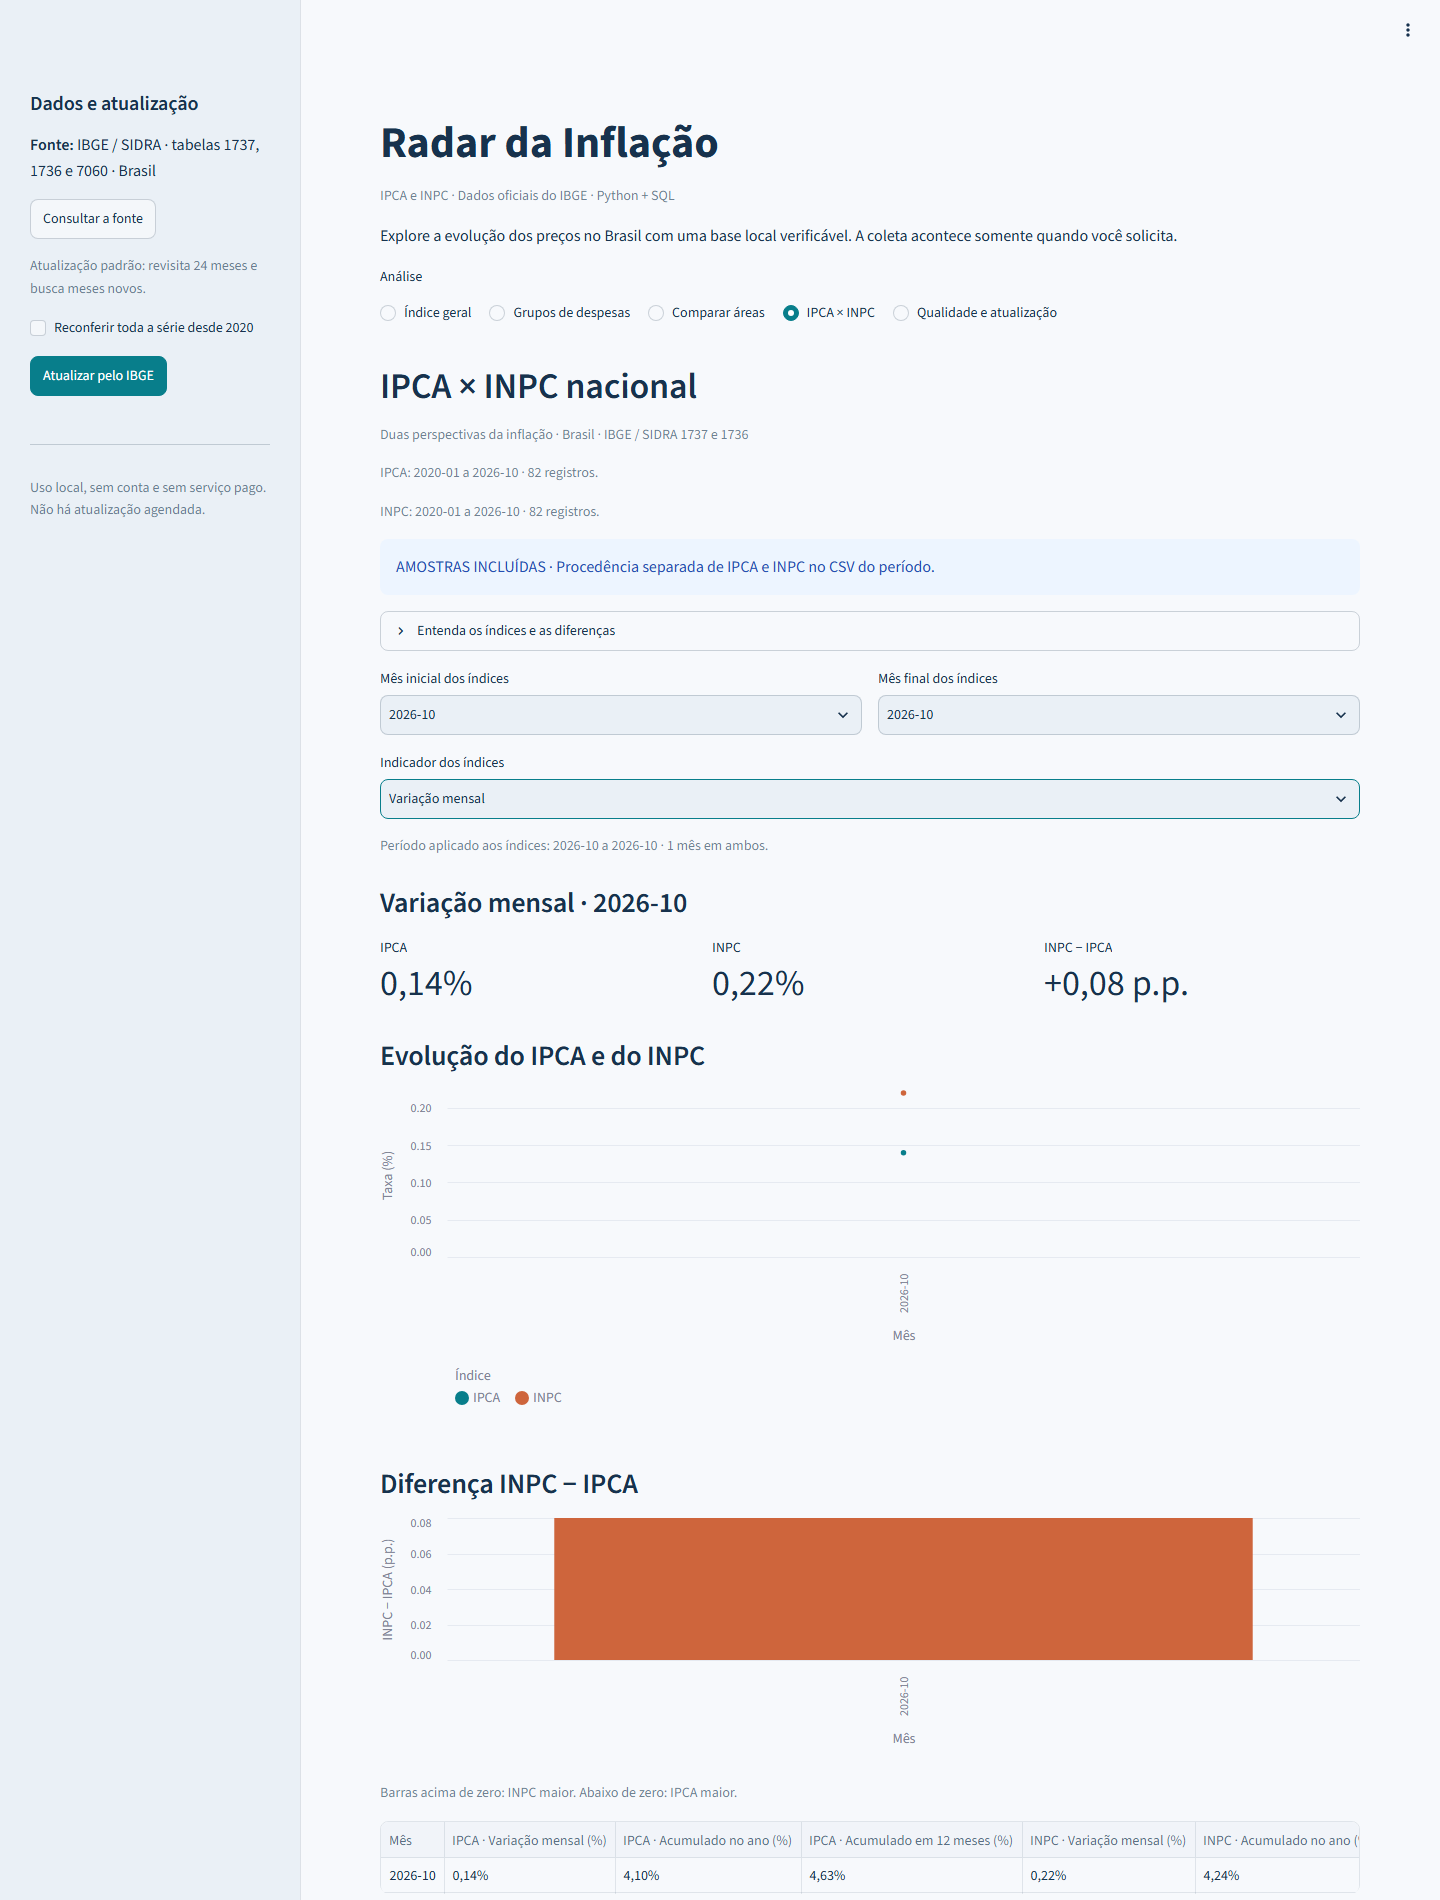 Dados e atualização
Fonte: IBGE / SIDRA · tabelas 1737,
1736 e 7060 · Brasil
Consultar a fonte
Atualização padrão: revisita 24 meses e
busca meses novos.
Reconferir toda a série desde 2020
Atualizar pelo IBGE
Uso local, sem conta e sem serviço pago.
Não há atualização agendada.
Radar da Inflação
IPCA e INPC · Dados oficiais do IBGE · Python + SQL
Explore a evolução dos preços no Brasil com uma base local verificável. A coleta acontece somente quando você solicita.
Análise
Índice geral Grupos de despesas Comparar áreas IPCA × INPC Qualidade e atualização
IPCA × INPC nacional
Duas perspectivas da inflação · Brasil · IBGE / SIDRA 1737 e 1736
IPCA: 2020-01 a 2026-10 · 82 registros.
INPC: 2020-01 a 2026-10 · 82 registros.
AMOSTRAS INCLUÍDAS · Procedência separada de IPCA e INPC no CSV do período.
Entenda os índices e as diferenças
Mês inicial dos índices Mês final dos índices
2026-10 2026-10
Indicador dos índices
Variação mensal
Período aplicado aos índices: 2026-10 a 2026-10 · 1 mês em ambos.
Variação mensal · 2026-10
IPCA INPC INPC − IPCA
0,14% 0,22% +0,08 p.p.
Evolução do IPCA e do INPC
Taxa (%)
0.20
0.15
0.10
0.05
0.00
2026-10
Mês
Índice
IPCA INPC
Diferença INPC − IPCA
INPC − IPCA (p.p.)
0.08
0.06
0.04
0.02
0.00
2026-10
Mês
Barras acima de zero: INPC maior. Abaixo de zero: IPCA maior.
Mês IPCA · Variação mensal (%) IPCA · Acumulado no ano (%) IPCA · Acumulado em 12 meses (%) INPC · Variação mensal (%) INPC · Acumulado no ano (
2026-10 0,14% 4,10% 4,63% 0,22% 4,24%